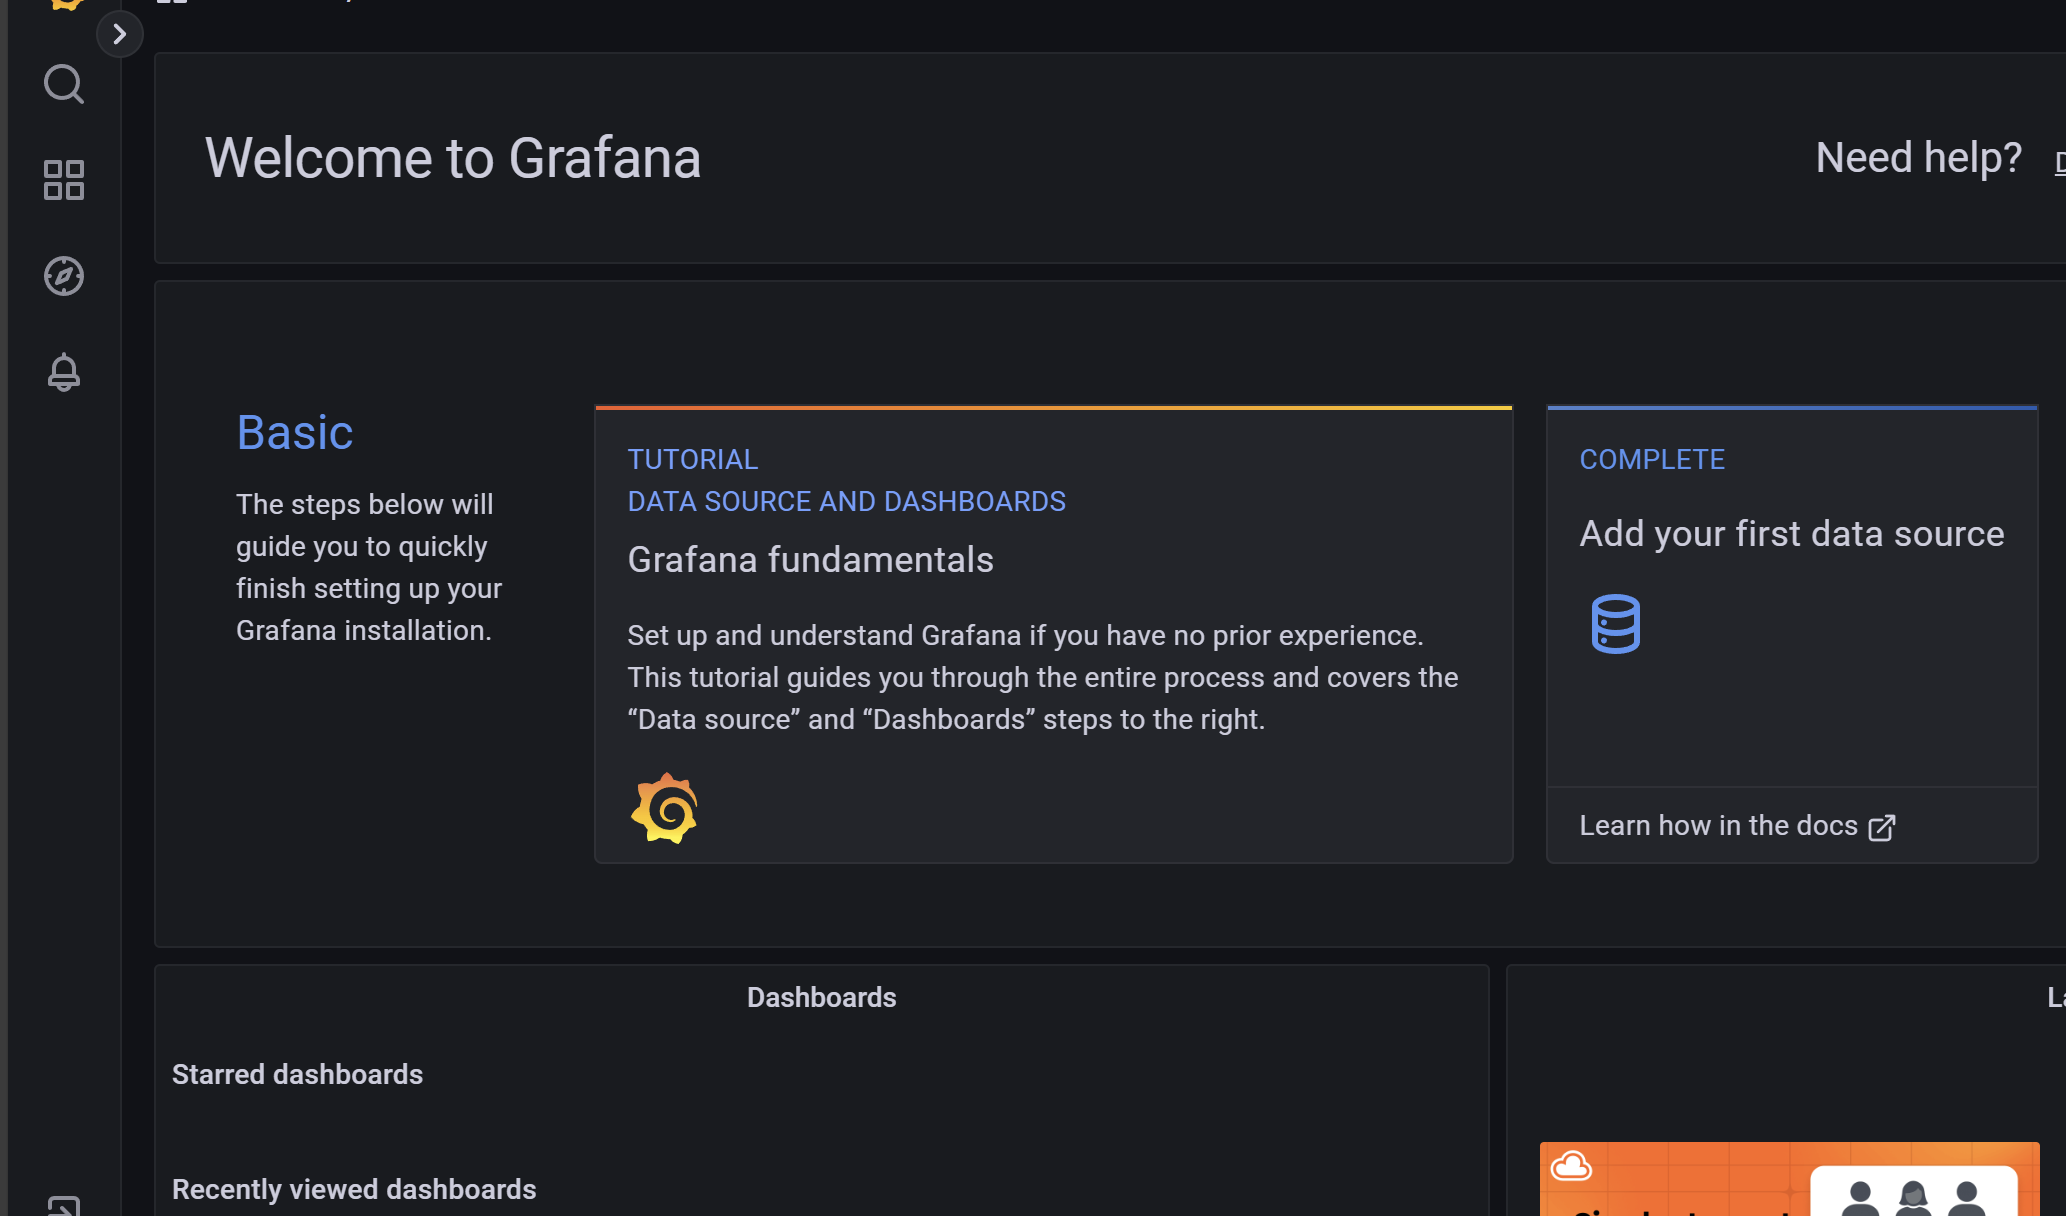 Welcome to Grafana
Need help?
Basic
The steps below will
guide you to quickly
finish setting up your
Grafana installation.
TUTORIAL
DATA SOURCE AND DASHBOARDS
Grafana fundamentals
Set up and understand Grafana if you have no prior experience.
This tutorial guides you through the entire process and covers the
“Data source” and “Dashboards” steps to the right.
COMPLETE
Add your first data source
Learn how in the docs
Dashboards
Starred dashboards
Recently viewed dashboards